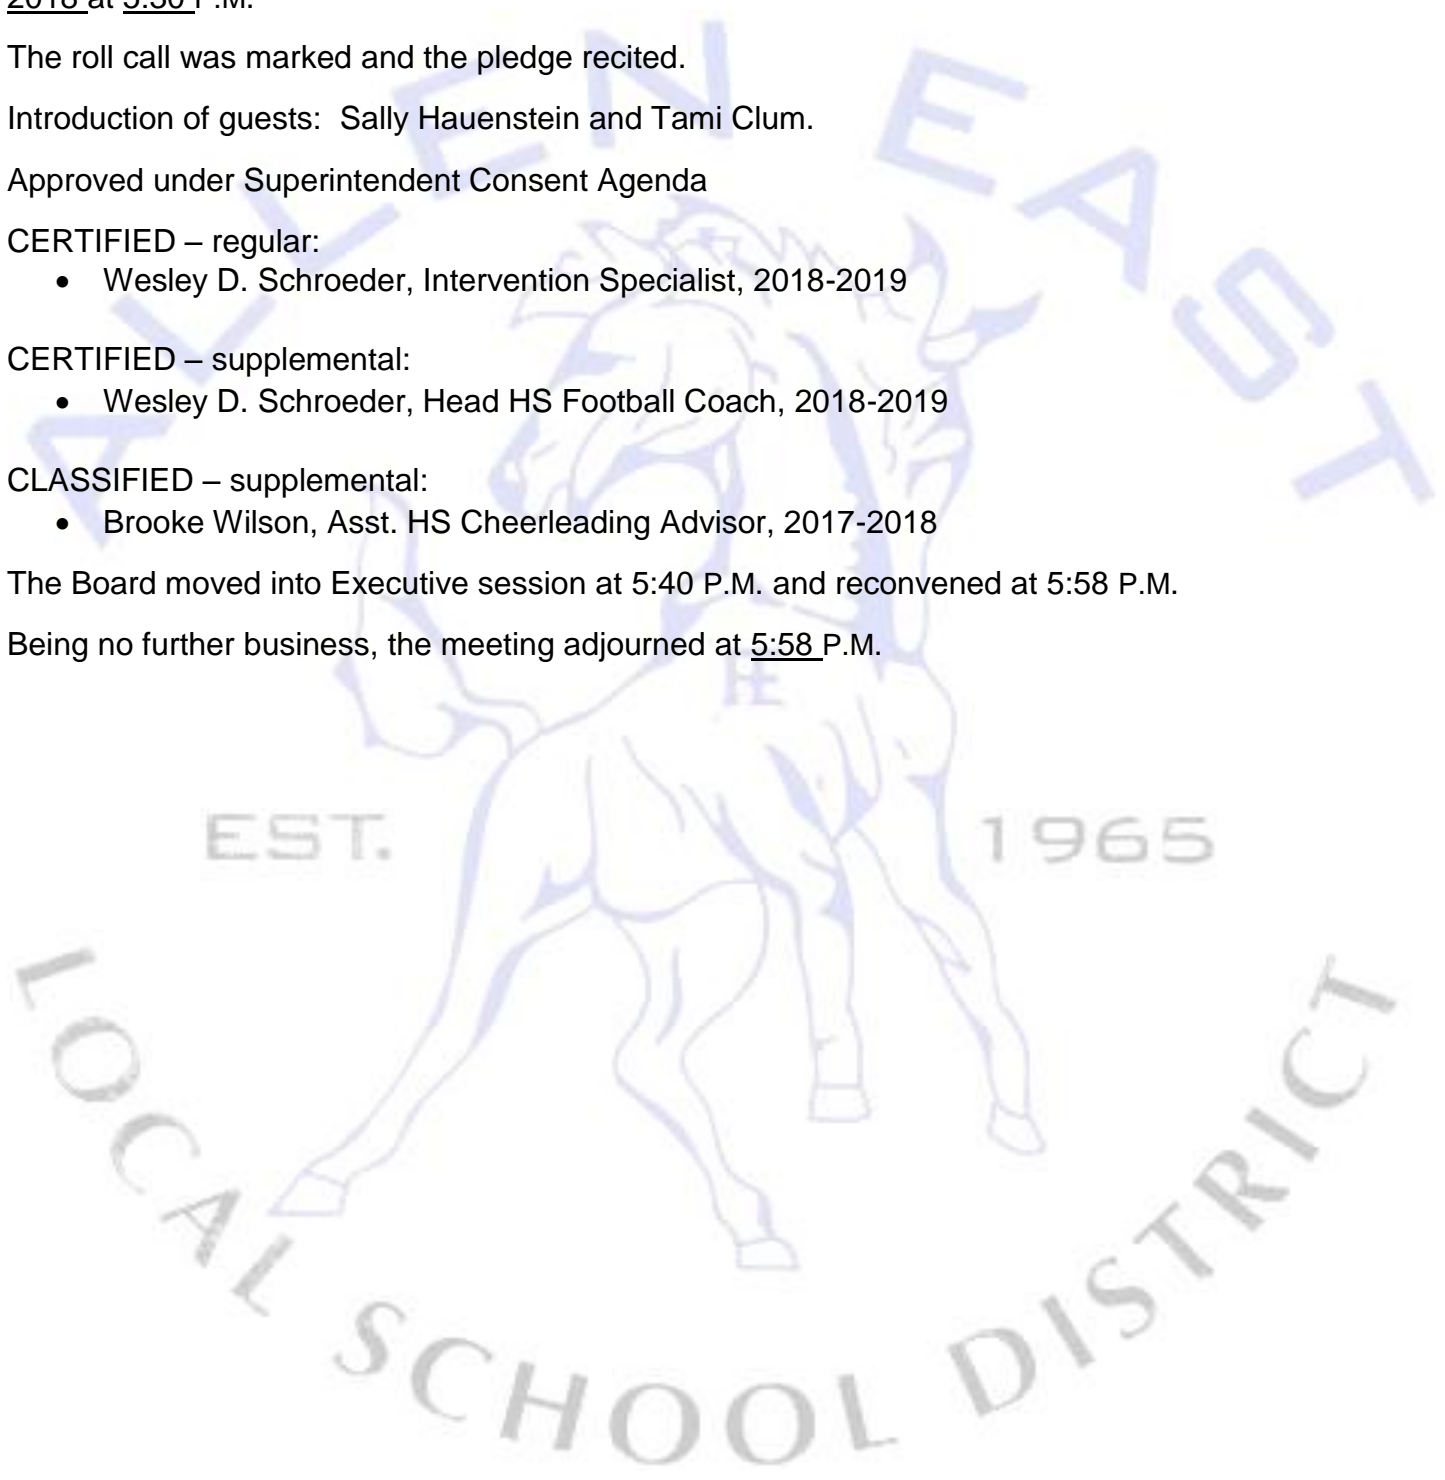 2018 at 5:30 P.M.
The roll call was marked and the pledge recited.
Introduction of guests: Sally Hauenstein and Tami Clum.
Approved under Superintendent Consent Agenda
CERTIFIED – regular:
• Wesley D. Schroeder, Intervention Specialist, 2018-2019
CERTIFIED – supplemental:
• Wesley D. Schroeder, Head HS Football Coach, 2018-2019
CLASSIFIED – supplemental:
• Brooke Wilson, Asst. HS Cheerleading Advisor, 2017-2018
The Board moved into Executive session at 5:40 P.M. and reconvened at 5:58 P.M.
Being no further business, the meeting adjourned at 5:58 P.M.
ALLEN EAST
EST. 1965
LOCAL SCHOOL DISTRICT